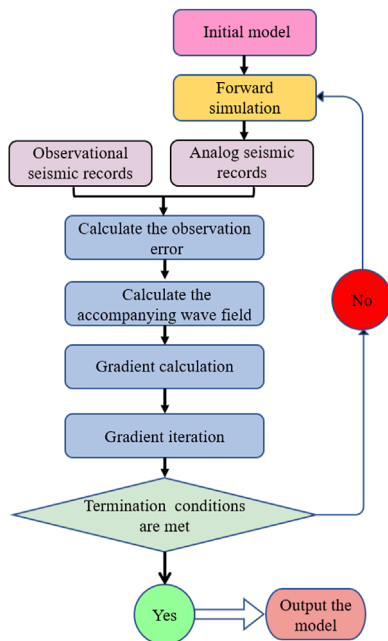 Initial model
Forward
simulation
Observational
seismic records
Analog seismic
records
Calculate the observation
error
Calculate the
accompanying wave field
No
Gradient calculation
Gradient iteration
Termination conditions
are met
Yes
Output the
model